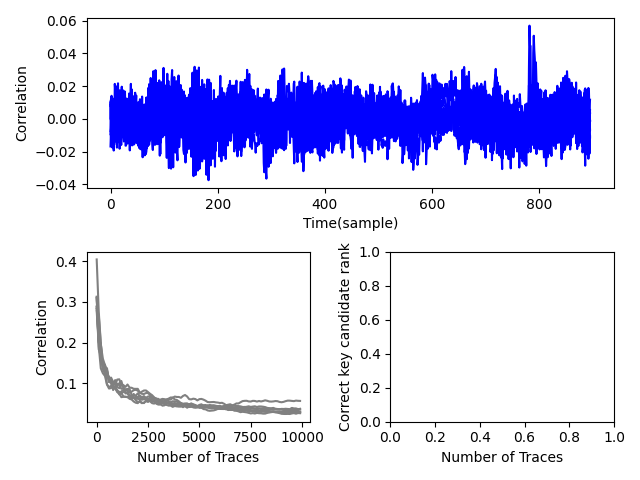 0.06
0.04
0.02
0.00
−0.02
−0.04
Correlation
0 200 400 600 800
Time(sample)
0.4
0.3
0.2
0.1
Correlation
0 2500 5000 7500 10000
Number of Traces
1.0
0.8
0.6
0.4
0.2
0.0
Correct key candidate rank
0.0 0.2 0.4 0.6 0.8 1.0
Number of Traces